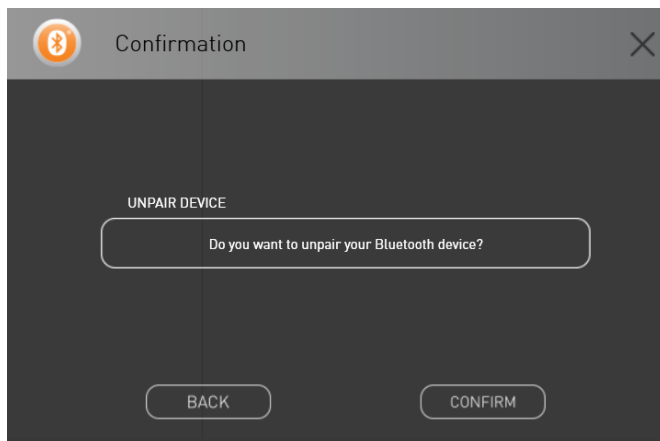 Confirmation
UNPAIR DEVICE
Do you want to unpair your Bluetooth device?
BACK
CONFIRM